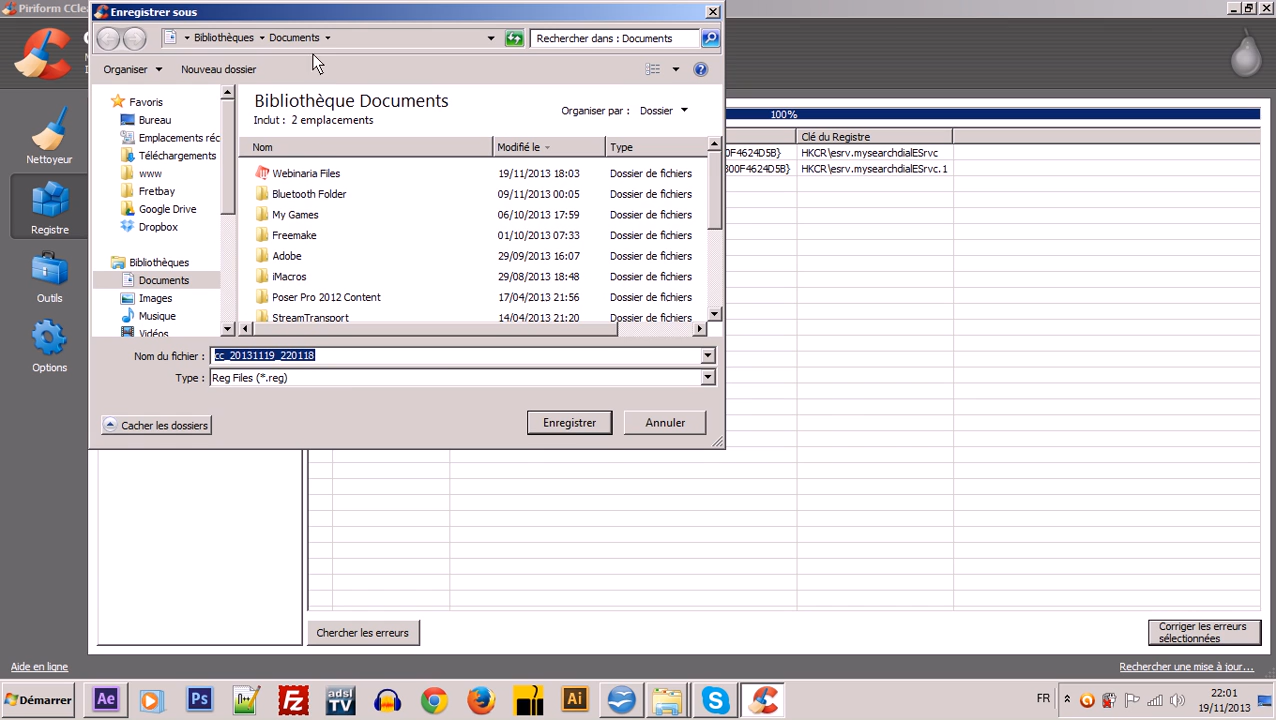 Piriform CCle
Enregistrer sous
Bibliothèques Documents
Rechercher dans : Documents
Organiser Nouveau dossier
Favoris
Bureau
Emplacements réc
Téléchargements
www
Fretbay
Google Drive
Dropbox
Bibliothèques
Documents
Images
Musique
Vidéos
Bibliothèque Documents
Inclut : 2 emplacements
Organiser par : Dossier
Nom Modifié le Type
Webinaria Files 19/11/2013 18:03 Dossier de fichiers
Bluetooth Folder 09/11/2013 00:05 Dossier de fichiers
My Games 06/10/2013 17:59 Dossier de fichiers
Freemake 01/10/2013 07:33 Dossier de fichiers
Adobe 29/09/2013 16:07 Dossier de fichiers
iMacros 29/08/2013 18:48 Dossier de fichiers
Poser Pro 2012 Content 17/04/2013 21:56 Dossier de fichiers
StreamTransport 14/04/2013 21:20 Dossier de fichiers
Nom du fichier : cc_20131119_220118
Type : Reg Files (*.reg)
Cacher les dossiers
Enregistrer Annuler
Nettoyeur
Registre
Outils
Options
100%
Clé du Registre
0F4624D5B} HKCR\esrv.mysearchdialESrvc
300F4624D5B} HKCR\esrv.mysearchdialESrvc.1
Chercher les erreurs
Corriger les erreurs
sélectionnées
Aide en ligne
Rechercher une mise à jour...
Démarrer
Ae
Ps
Fz
adsl
TV
Ai
FR
22:01
19/11/2013